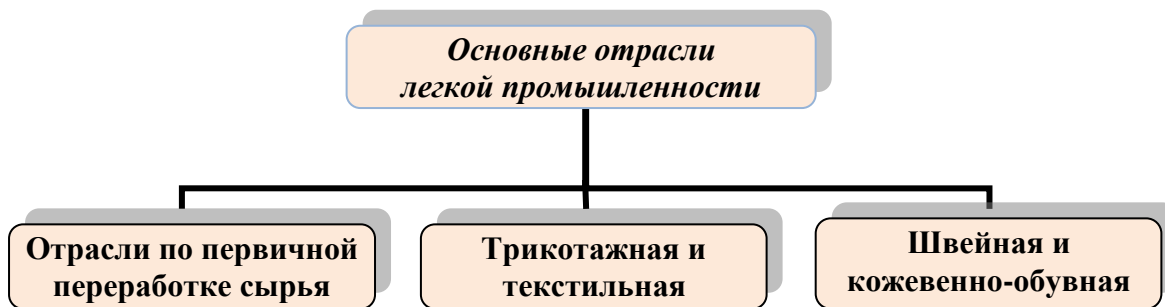 Основные отрасли
легкой промышленности
Отрасли по первичной
переработке сырья
Трикотажная и
текстильная
Швейная и
кожевенно-обувная